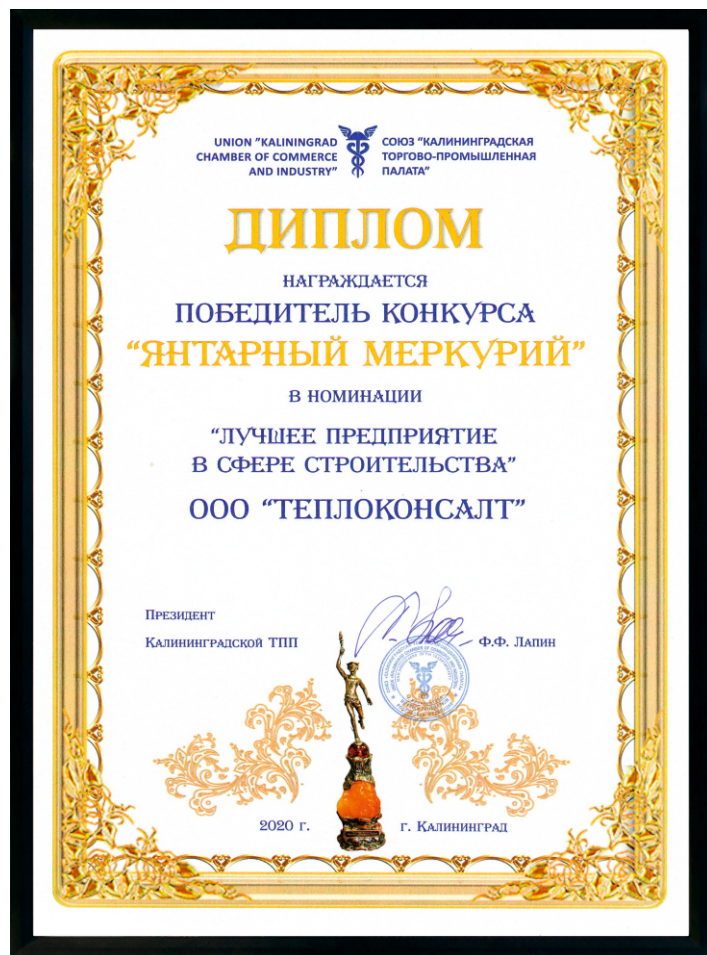 UNION "KALININGRAD
CHAMBER OF COMMERCE
AND INDUSTRY"
СОЮЗ "КАЛИНИНГРАДСКАЯ
ТОРГОВО-ПРОМЫШЛЕННАЯ
ПАЛАТА"
ДИПЛОМ
НАГРАЖДАЕТСЯ
ПОБЕДИТЕЛЬ КОНКУРСА
“ЯНТАРНЫЙ МЕРКУРИЙ”
В НОМИНАЦИИ
“ЛУЧШЕЕ ПРЕДПРИЯТИЕ
В СФЕРЕ СТРОИТЕЛЬСТВА”
ООО “ТЕПЛОКОНСАЛТ”
Президент
Калининградской ТПП
Ф.Ф. Лапин
2020 г.
г. Калининград